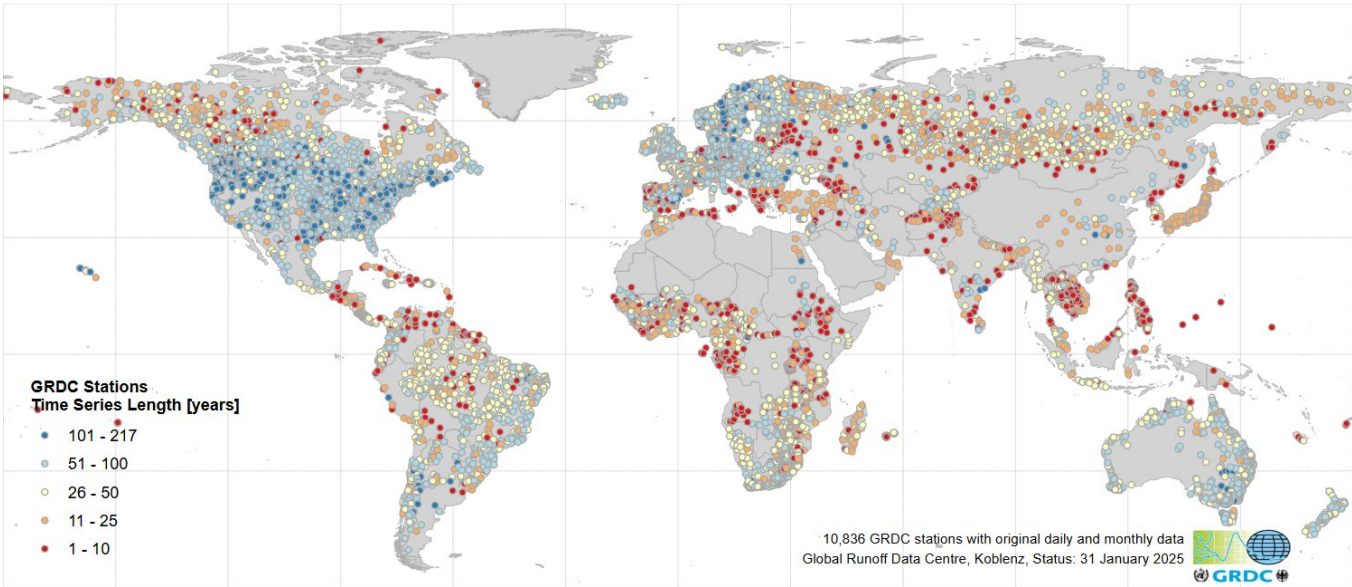 GRDC Stations
Time Series Length [years]
101 - 217
51 - 100
26 - 50
11 - 25
1 - 10
10,836 GRDC stations with original daily and monthly data
Global Runoff Data Centre, Koblenz, Status: 31 January 2025
GRDC